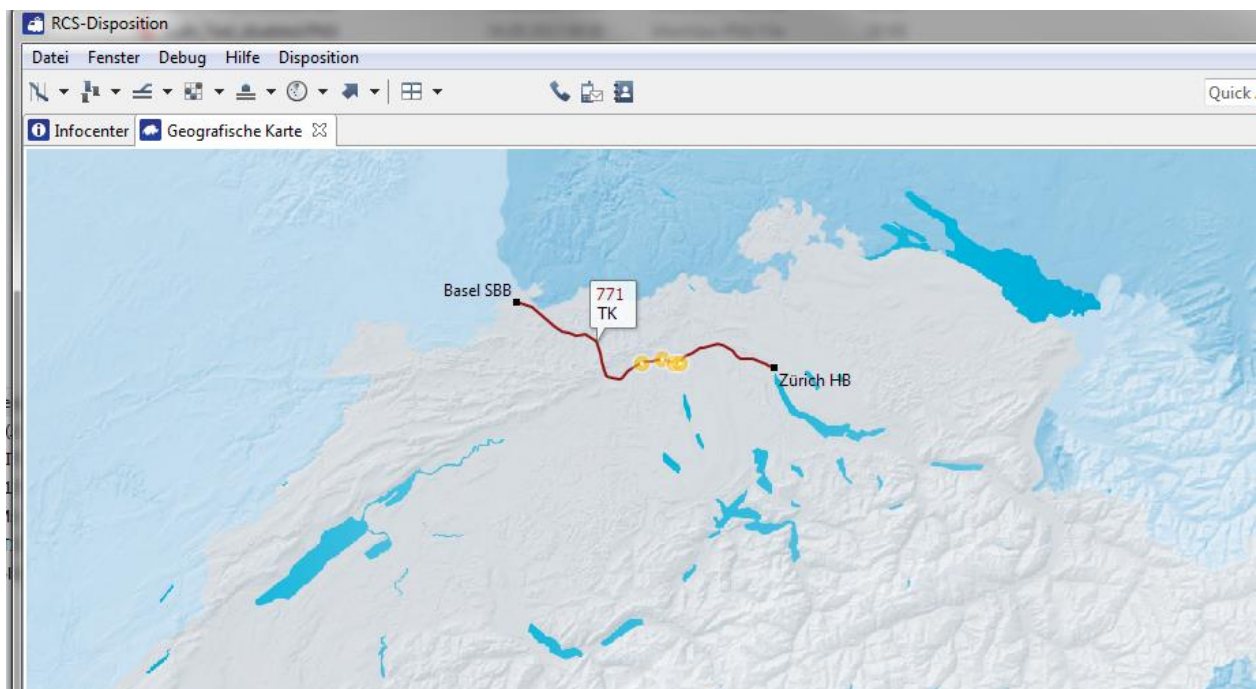 RCS-Disposition
Datei Fenster Debug Hilfe Disposition
Quick
Infocenter Geografische Karte
Basel SBB
771
TK
Zürich HB